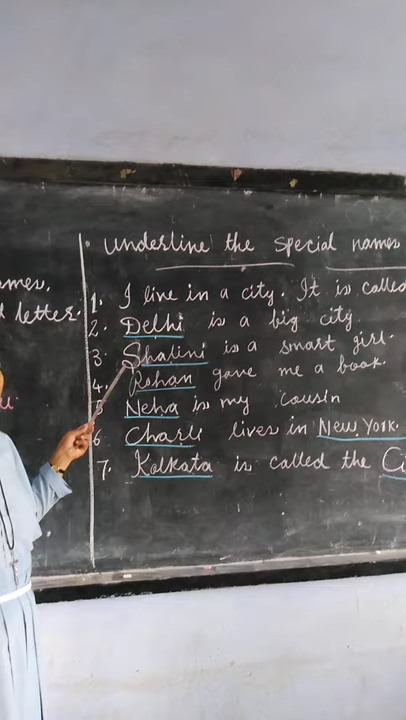 underline the special names
ames.
d letter.
1. I live in a city. It is called
2. Delhi is a big city
3. Shalini is a smart girl.
4. Rohan gave me a book.
5 Neha is my cousin
6. Charli lives in New York.
7. Kolkata is called the Ci